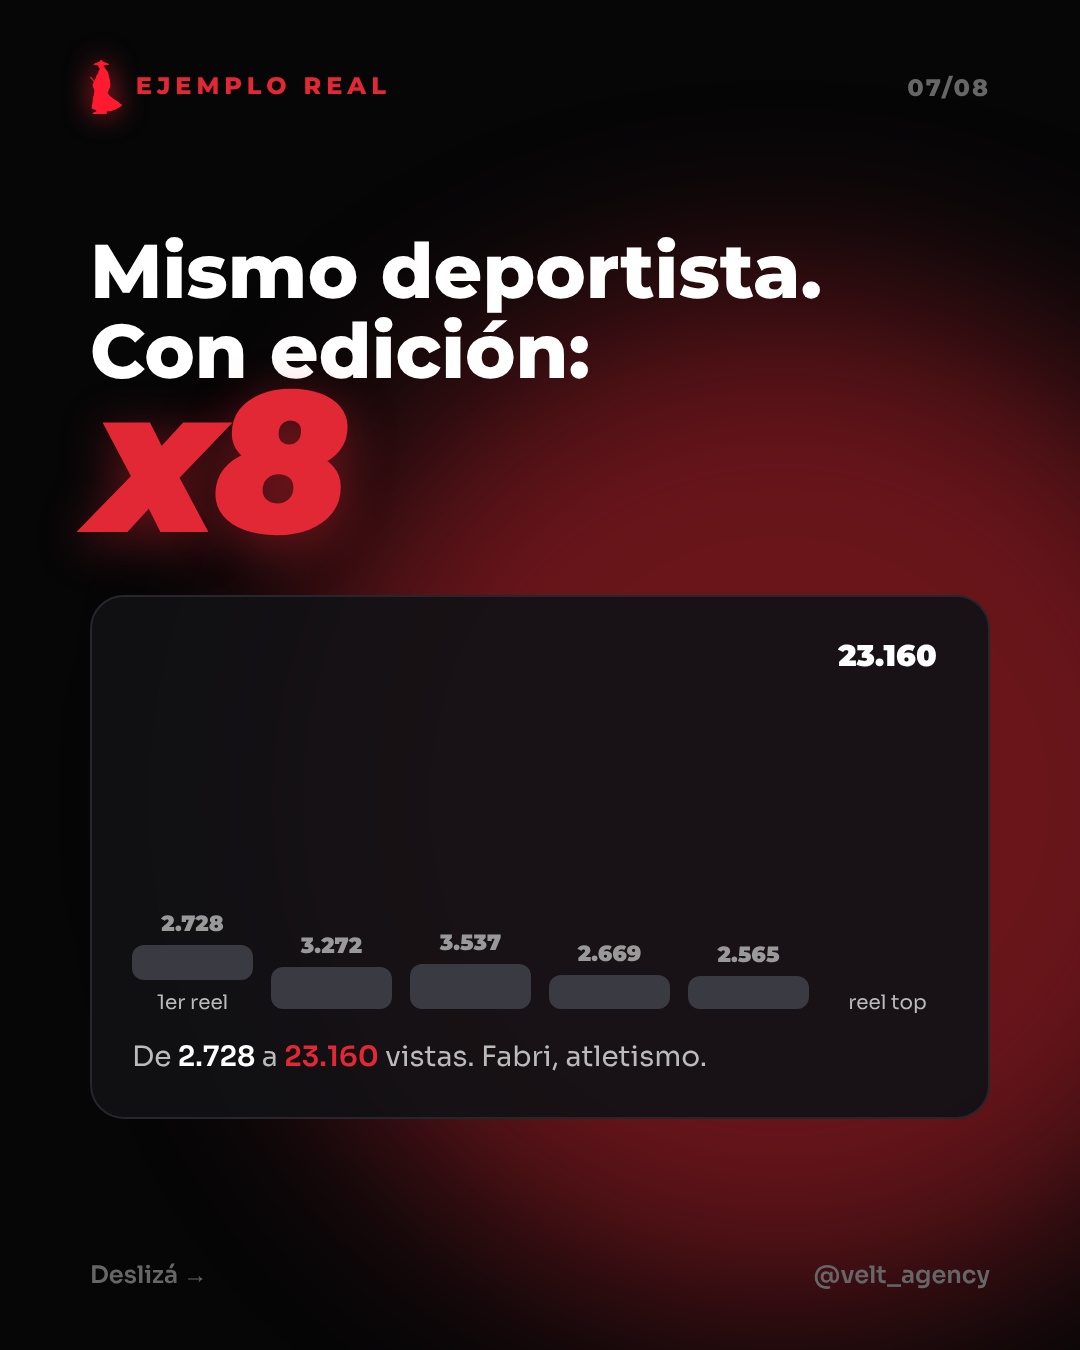 EJEMPLO REAL
07/08
Mismo deportista.
Con edición:
x8
23.160
2.728
3.272
3.537
2.669
2.565
1er reel
reel top
De 2.728 a 23.160 vistas. Fabri, atletismo.
Deslizá →
@velt_agency